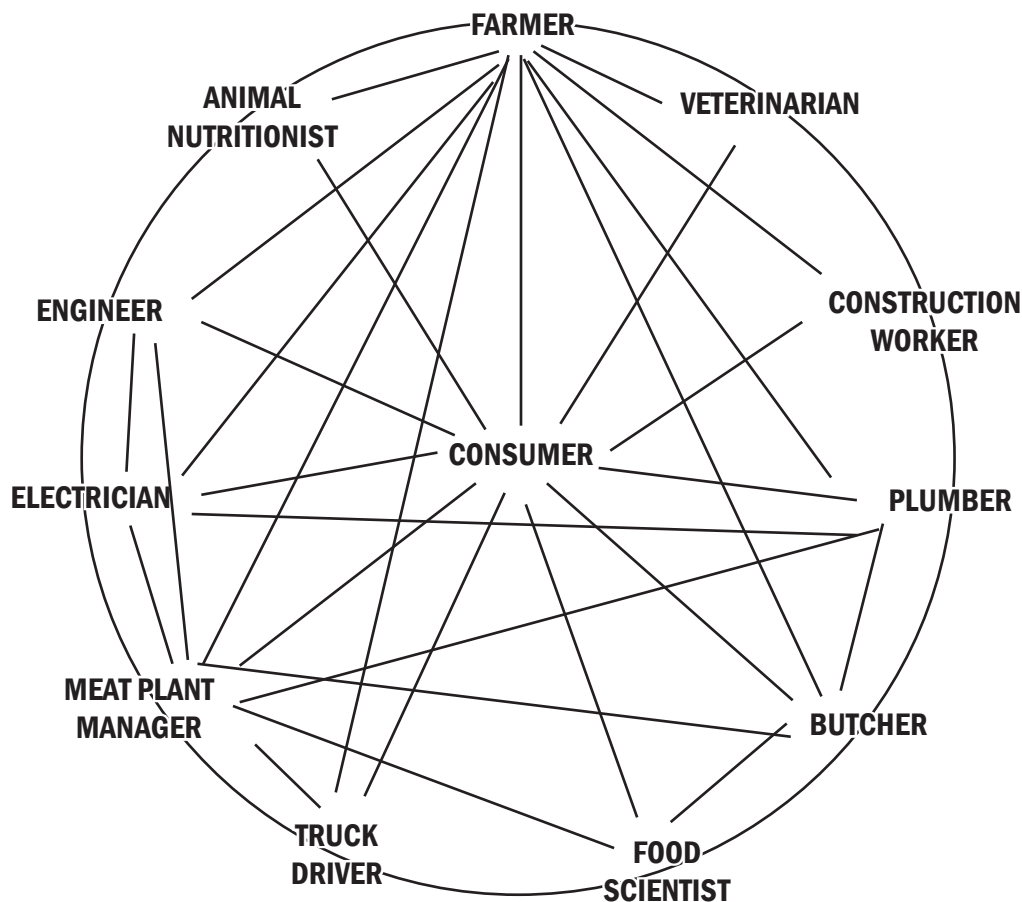 FARMER
ANIMAL
NUTRITIONIST
VETERINARIAN
ENGINEER
CONSTRUCTION
WORKER
CONSUMER
ELECTRICIAN
PLUMBER
MEAT PLANT
MANAGER
BUTCHER
TRUCK
DRIVER
FOOD
SCIENTIST